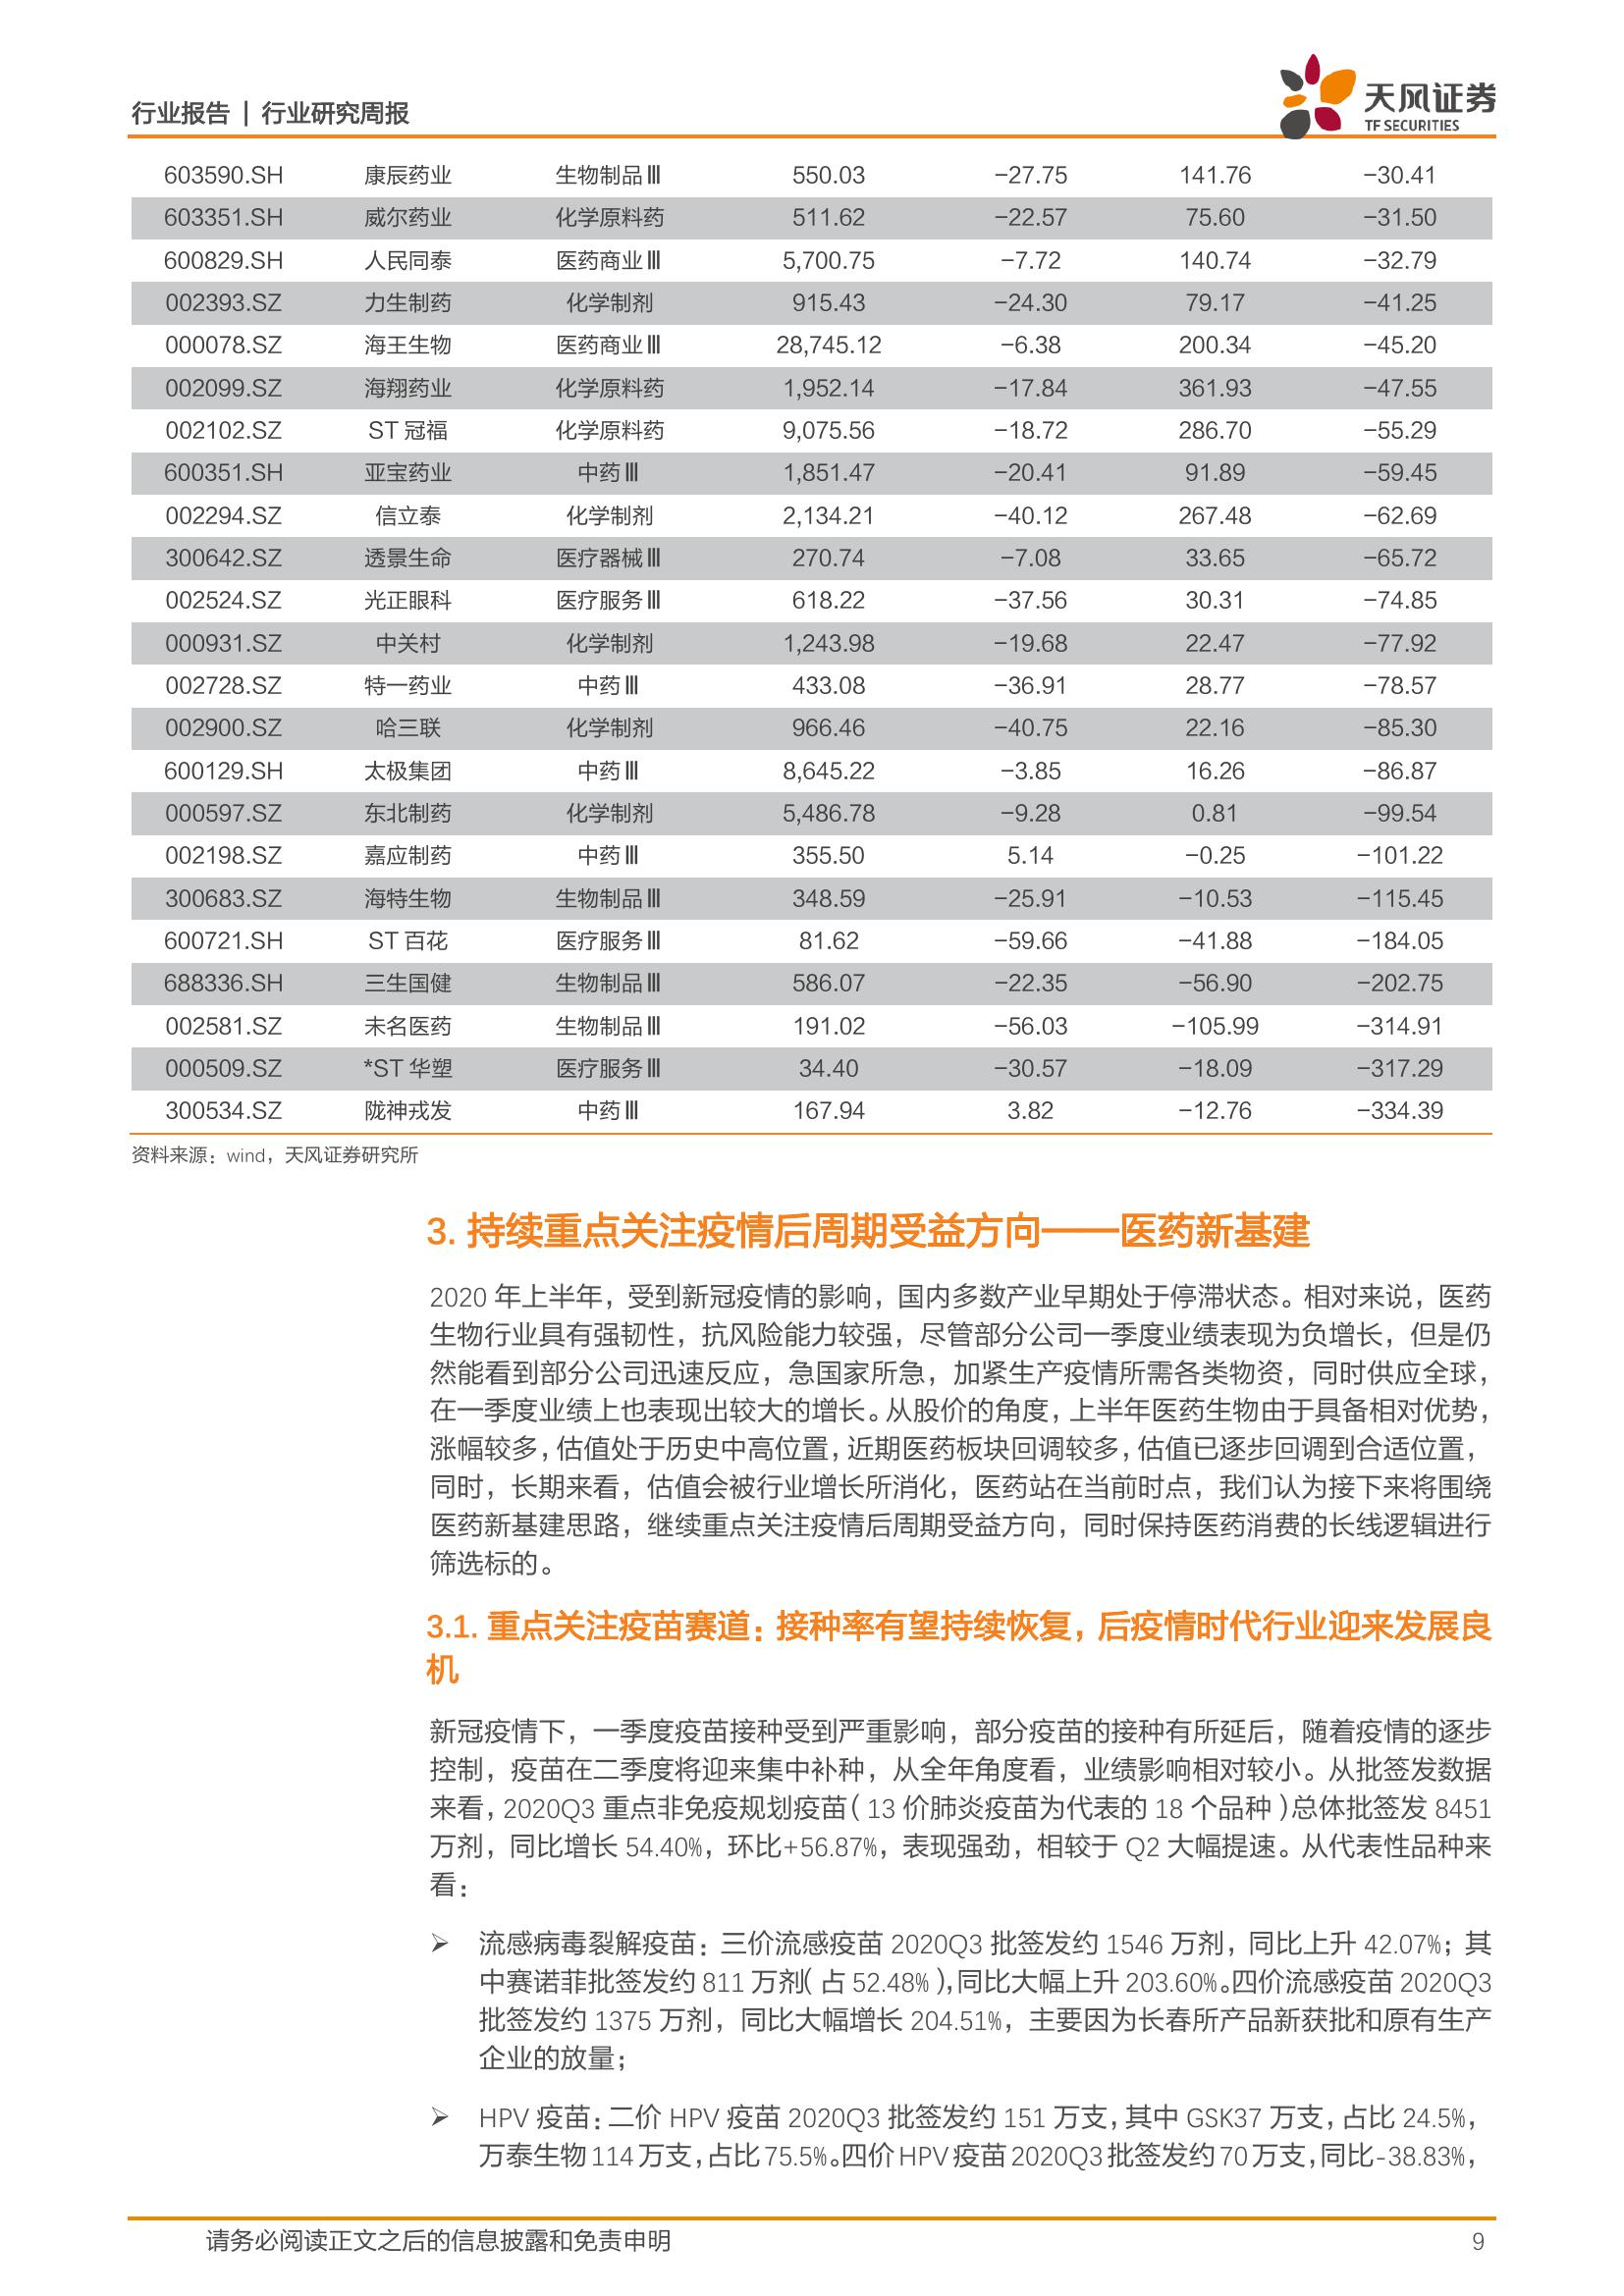 行业报告 | 行业研究周报
天风证券
TF SECURITIES
603590.SH 康辰药业 生物制品Ⅲ 550.03 -27.75 141.76 -30.41
603351.SH 威尔药业 化学原料药 511.62 -22.57 75.60 -31.50
600829.SH 人民同泰 医药商业Ⅲ 5,700.75 -7.72 140.74 -32.79
002393.SZ 力生制药 化学制剂 915.43 -24.30 79.17 -41.25
000078.SZ 海王生物 医药商业Ⅲ 28,745.12 -6.38 200.34 -45.20
002099.SZ 海翔药业 化学原料药 1,952.14 -17.84 361.93 -47.55
002102.SZ ST 冠福 化学原料药 9,075.56 -18.72 286.70 -55.29
600351.SH 亚宝药业 中药Ⅲ 1,851.47 -20.41 91.89 -59.45
002294.SZ 信立泰 化学制剂 2,134.21 -40.12 267.48 -62.69
300642.SZ 透景生命 医疗器械Ⅲ 270.74 -7.08 33.65 -65.72
002524.SZ 光正眼科 医疗服务Ⅲ 618.22 -37.56 30.31 -74.85
000931.SZ 中关村 化学制剂 1,243.98 -19.68 22.47 -77.92
002728.SZ 特一药业 中药Ⅲ 433.08 -36.91 28.77 -78.57
002900.SZ 哈三联 化学制剂 966.46 -40.75 22.16 -85.30
600129.SH 太极集团 中药Ⅲ 8,645.22 -3.85 16.26 -86.87
000597.SZ 东北制药 化学制剂 5,486.78 -9.28 0.81 -99.54
002198.SZ 嘉应制药 中药Ⅲ 355.50 5.14 -0.25 -101.22
300683.SZ 海特生物 生物制品Ⅲ 348.59 -25.91 -10.53 -115.45
600721.SH ST 百花 医疗服务Ⅲ 81.62 -59.66 -41.88 -184.05
688336.SH 三生国健 生物制品Ⅲ 586.07 -22.35 -56.90 -202.75
002581.SZ 未名医药 生物制品Ⅲ 191.02 -56.03 -105.99 -314.91
000509.SZ *ST 华塑 医疗服务Ⅲ 34.40 -30.57 -18.09 -317.29
300534.SZ 陇神戎发 中药Ⅲ 167.94 3.82 -12.76 -334.39
资料来源：wind，天风证券研究所
3. 持续重点关注疫情后周期受益方向——医药新基建
2020 年上半年，受到新冠疫情的影响，国内多数产业早期处于停滞状态。相对来说，医药
生物行业具有强韧性，抗风险能力较强，尽管部分公司一季度业绩表现为负增长，但是仍
然能看到部分公司迅速反应，急国家所急，加紧生产疫情所需各类物资，同时供应全球，
在一季度业绩上也表现出较大的增长。从股价的角度，上半年医药生物由于具备相对优势，
涨幅较多，估值处于历史中高位置，近期医药板块回调较多，估值已逐步回调到合适位置，
同时，长期来看，估值会被行业增长所消化，医药站在当前时点，我们认为接下来将围绕
医药新基建思路，继续重点关注疫情后周期受益方向，同时保持医药消费的长线逻辑进行
筛选标的。
3.1. 重点关注疫苗赛道：接种率有望持续恢复，后疫情时代行业迎来发展良
机
新冠疫情下，一季度疫苗接种受到严重影响，部分疫苗的接种有所延后，随着疫情的逐步
控制，疫苗在二季度将迎来集中补种，从全年角度看，业绩影响相对较小。从批签发数据
来看，2020Q3 重点非免疫规划疫苗（13 价肺炎疫苗为代表的 18 个品种）总体批签发 8451
万剂，同比增长 54.40%，环比+56.87%，表现强劲，相较于 Q2 大幅提速。从代表性品种来
看：
➢ 流感病毒裂解疫苗：三价流感疫苗 2020Q3 批签发约 1546 万剂，同比上升 42.07%；其
中赛诺菲批签发约 811 万剂（占 52.48%），同比大幅上升 203.60%。四价流感疫苗 2020Q3
批签发约 1375 万剂，同比大幅增长 204.51%，主要因为长春所产品新获批和原有生产
企业的放量；
➢ HPV 疫苗：二价 HPV 疫苗 2020Q3 批签发约 151 万支，其中 GSK37 万支，占比 24.5%，
万泰生物 114 万支，占比 75.5%。四价 HPV 疫苗 2020Q3 批签发约 70 万支，同比-38.83%，
请务必阅读正文之后的信息披露和免责申明 9